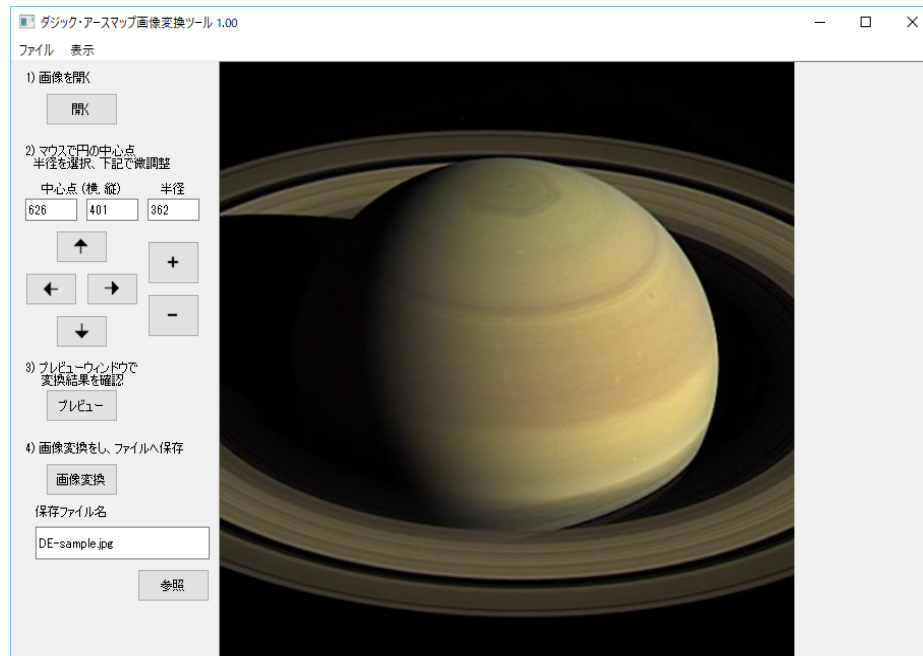 ダジック・アースマップ画像変換ツール 1.00
ファイル 表示
1) 画像を開く
開く
2) マウスで円の中心点
半径を選択、下記で微調整
中心点 (横, 縦) 半径
626 401 362
↑
+
← →
-
↓
3) プレビューウィンドウで
変換結果を確認
プレビュー
4) 画像変換をし、ファイルへ保存
画像変換
保存ファイル名
DE-sample.jpg
参照